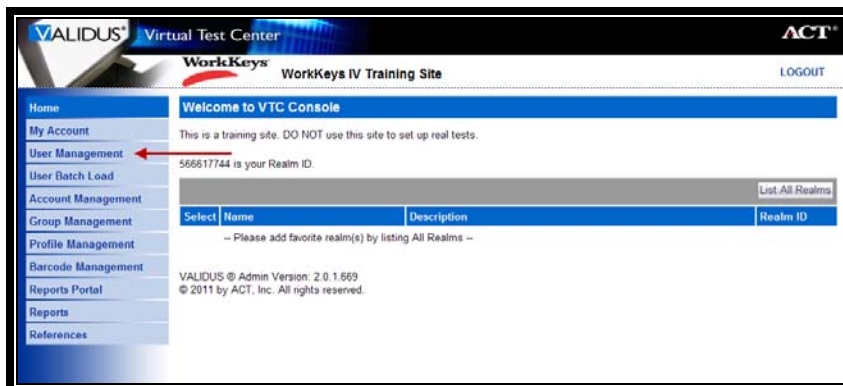 VALIDUS® Virtual Test Center
ACT®
WorkKeys®
WorkKeys IV Training Site
LOGOUT
Home
My Account
User Management
User Batch Load
Account Management
Group Management
Profile Management
Barcode Management
Reports Portal
Reports
References
Welcome to VTC Console
This is a training site. DO NOT use this site to set up real tests.
566617744 is your Realm ID.
List All Realms
Select Name Description Realm ID
-- Please add favorite realm(s) by listing All Realms --
VALIDUS ® Admin Version: 2.0.1.669
© 2011 by ACT, Inc. All rights reserved.